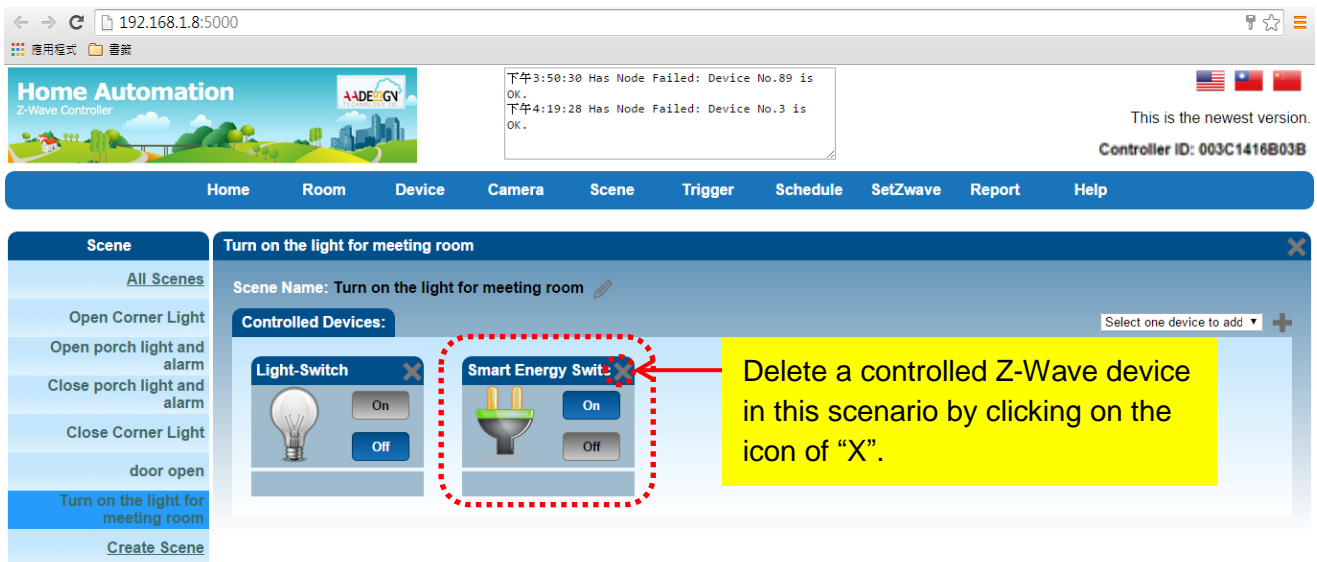 192.168.1.8:5000
應用程式 書籤
Home Automation
Z-Wave Controller
AADESIGN
TECHNOLOGY CO.
下午3:50:30 Has Node Failed: Device No.89 is
OK.
下午4:19:28 Has Node Failed: Device No.3 is
OK.
This is the newest version.
Controller ID: 003C1416B03B
Home Room Device Camera Scene Trigger Schedule SetZwave Report Help
Scene
All Scenes
Open Corner Light
Open porch light and
alarm
Close porch light and
alarm
Close Corner Light
door open
Turn on the light for
meeting room
Create Scene
Turn on the light for meeting room
Scene Name: Turn on the light for meeting room
Controlled Devices:
Select one device to add
Light-Switch
On
Off
Smart Energy Switc
On
Off
Delete a controlled Z-Wave device
in this scenario by clicking on the
icon of “X”.